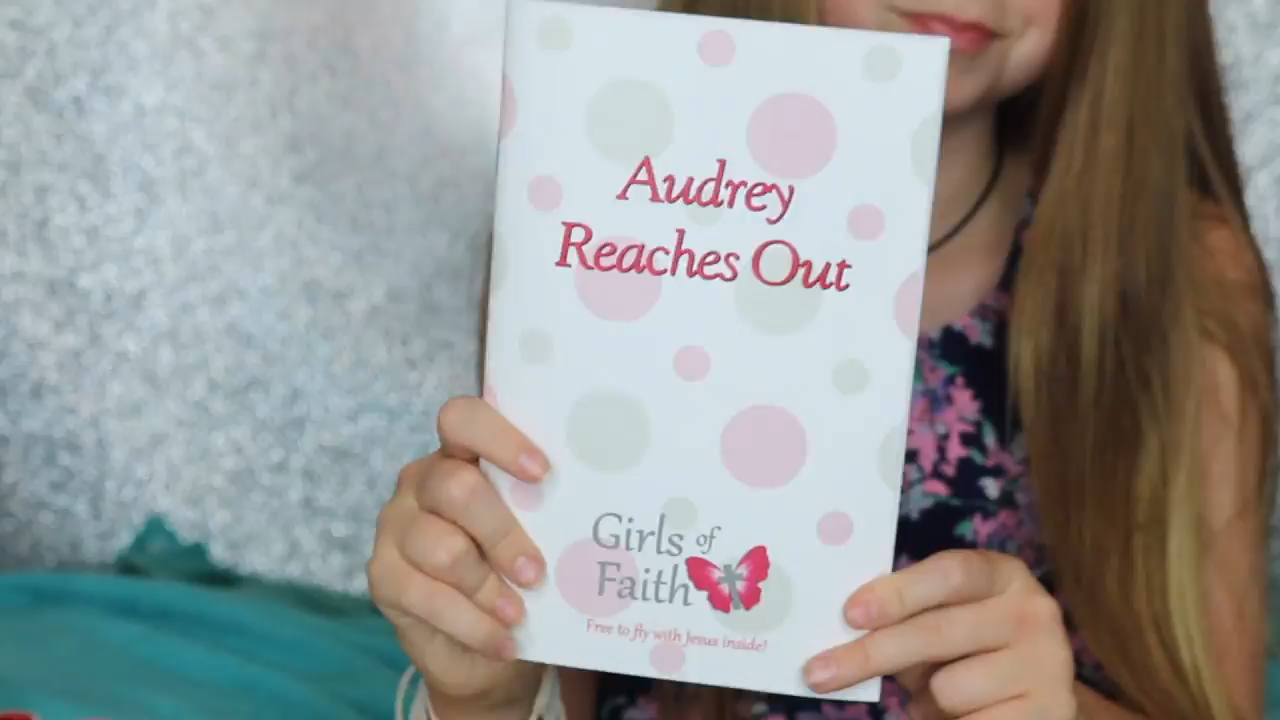 Audrey
Reaches Out
Girls of
Faith
Free to fly with Jesus inside!